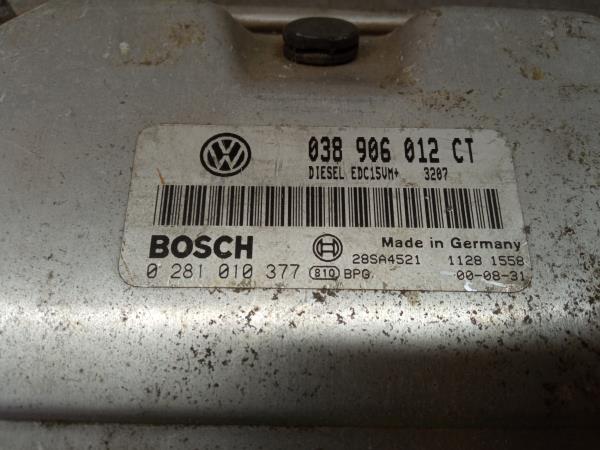 VW 038 906 012 CT
DIESEL EDC15VM+ 3207
BOSCH Made in Germany
28SA4521 1128 1558
0 281 010 377 810 BPG. 00-08-31